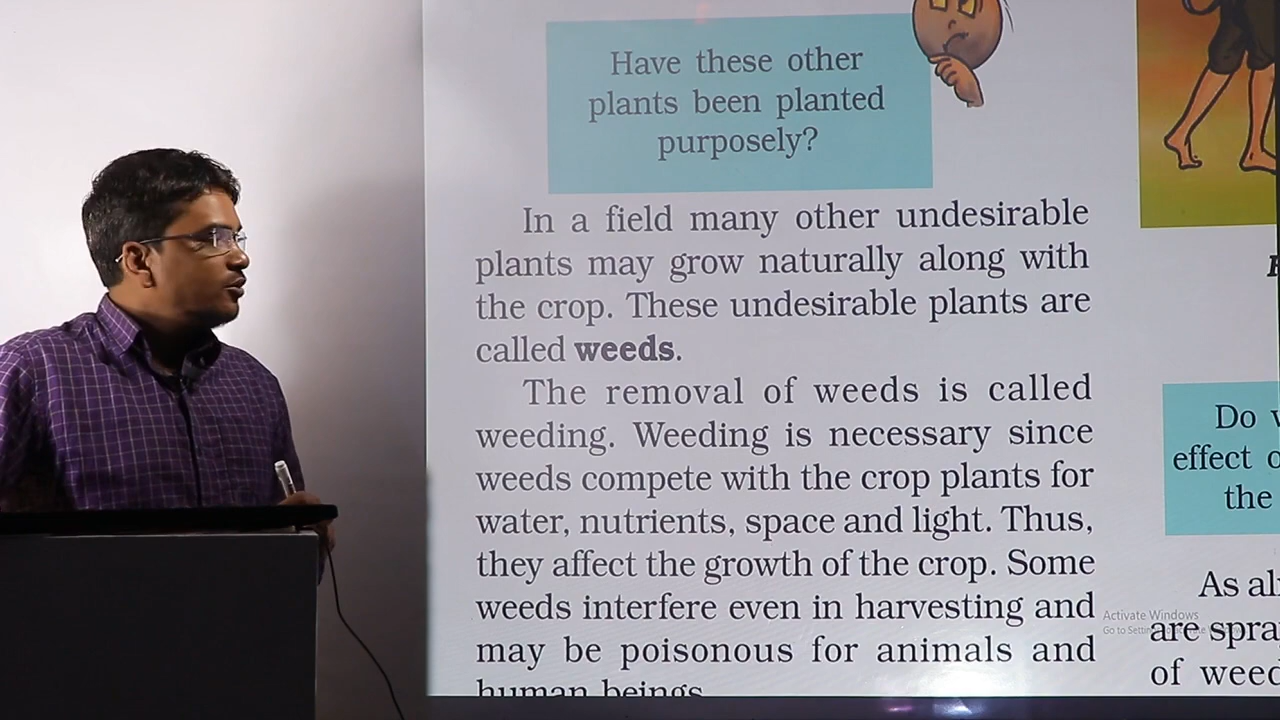 Have these other
plants been planted
purposely?
In a field many other undesirable
plants may grow naturally along with
the crop. These undesirable plants are
called weeds.
The removal of weeds is called
weeding. Weeding is necessary since
weeds compete with the crop plants for
water, nutrients, space and light. Thus,
they affect the growth of the crop. Some
weeds interfere even in harvesting and
may be poisonous for animals and
human beings.
Do
effect
the
As
are
of
Activate Windows
Go to